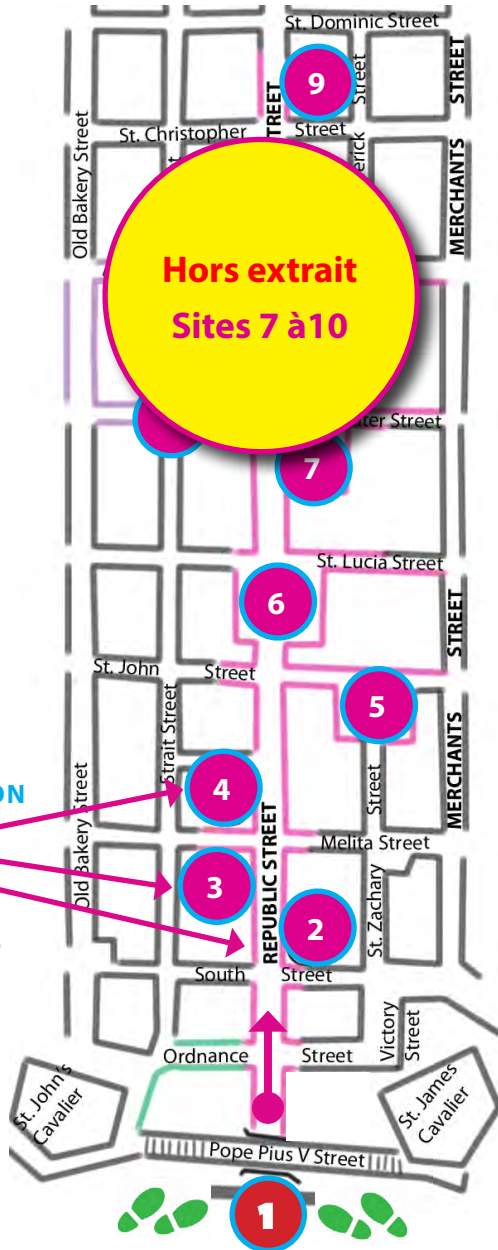 St. Dominic Street
9
Street
STREET
STREET
St. Christopher
Street
Old Bakery Street
MERCHANTS
Hors extrait
Sites 7 à10
Street
7
St. Lucia Street
6
STREET
St. John
Street
5
Strait Street
MERCHANTS
4
Street
Old Bakery Street
REPUBLIC STREET
Melita Street
3
2
St. Zachary
South
Street
Victory
Street
Ordnance
Street
St. John's
Cavalier
St. James
Cavalier
Pope Pius V Street
1